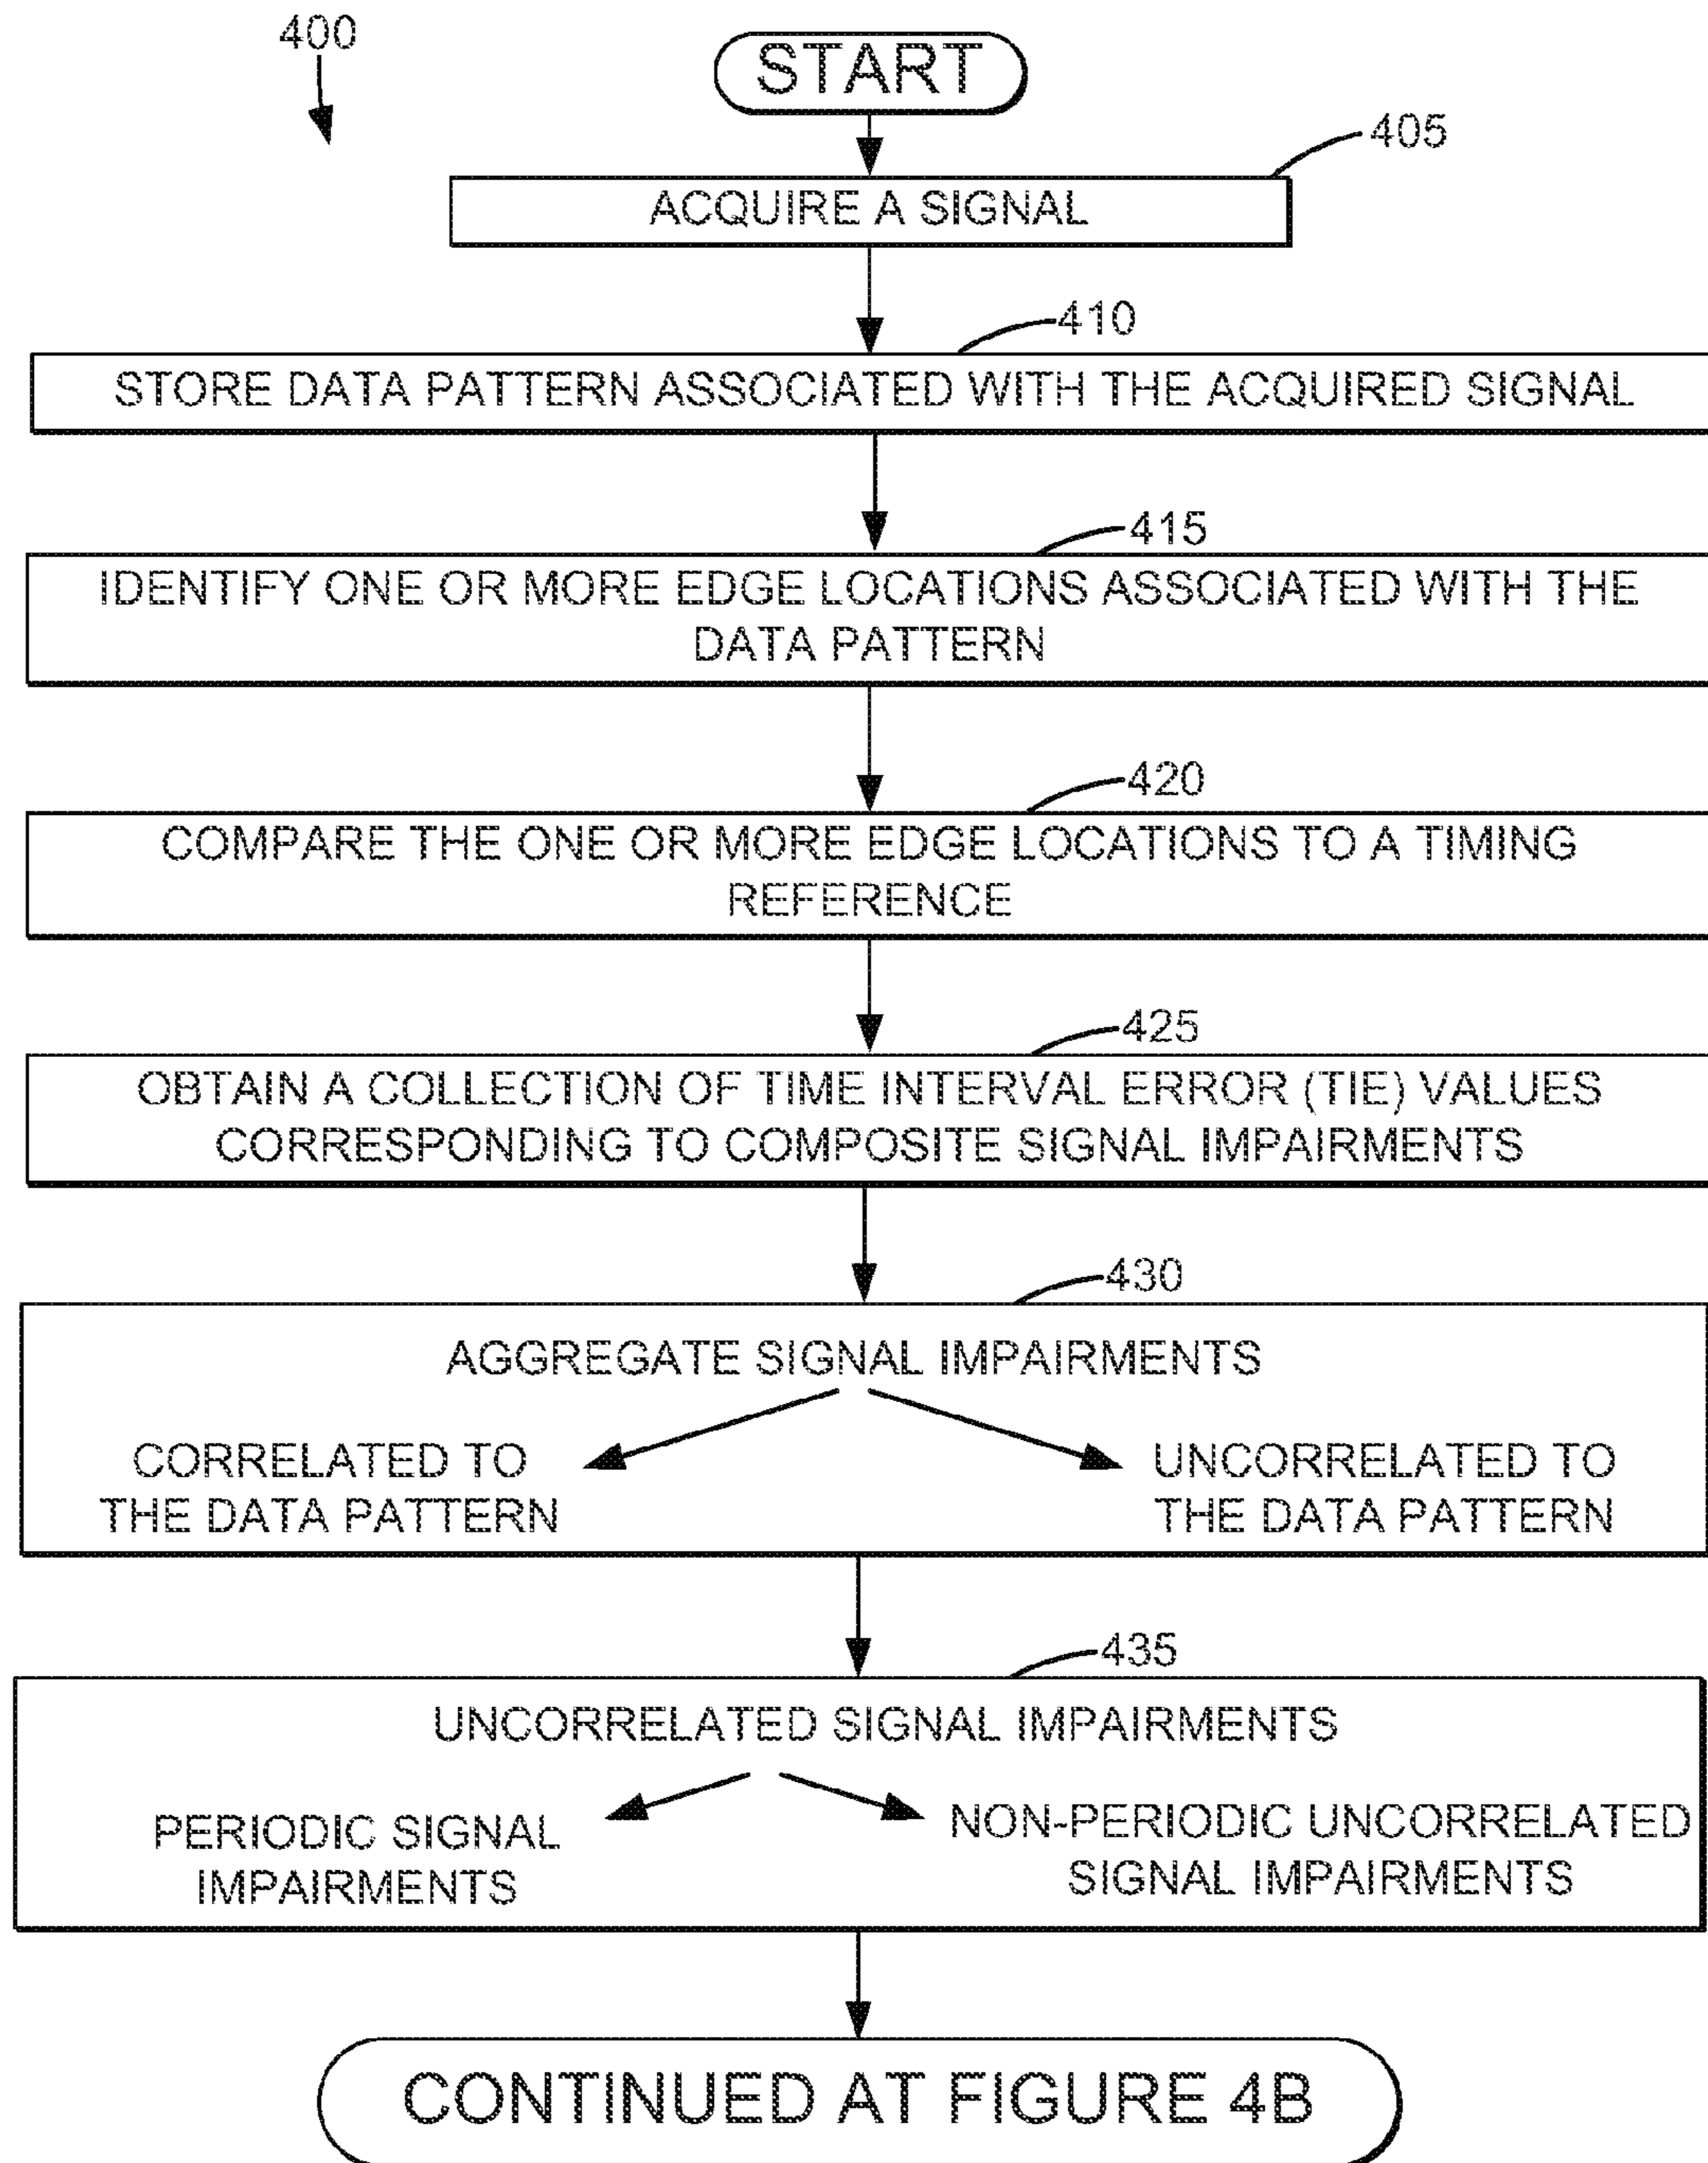 400
START
405
ACQUIRE A SIGNAL
410
STORE DATA PATTERN ASSOCIATED WITH THE ACQUIRED SIGNAL
415
IDENTIFY ONE OR MORE EDGE LOCATIONS ASSOCIATED WITH THE
DATA PATTERN
420
COMPARE THE ONE OR MORE EDGE LOCATIONS TO A TIMING
REFERENCE
425
OBTAIN A COLLECTION OF TIME INTERVAL ERROR (TIE) VALUES
CORRESPONDING TO COMPOSITE SIGNAL IMPAIRMENTS
430
AGGREGATE SIGNAL IMPAIRMENTS
CORRELATED TO
THE DATA PATTERN
UNCORRELATED TO
THE DATA PATTERN
435
UNCORRELATED SIGNAL IMPAIRMENTS
PERIODIC SIGNAL
IMPAIRMENTS
NON-PERIODIC UNCORRELATED
SIGNAL IMPAIRMENTS
CONTINUED AT FIGURE 4B